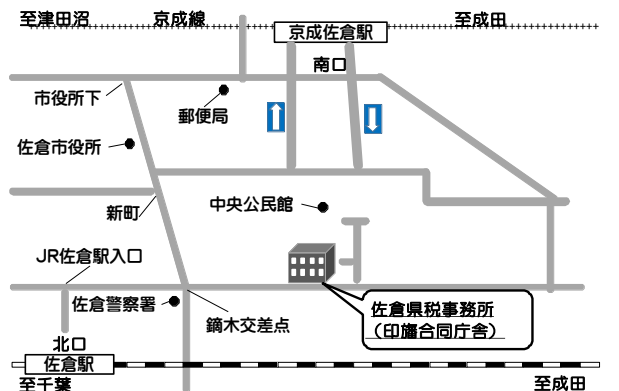 至津田沼
京成線
京成佐倉駅
至成田
南口
市役所下
郵便局
佐倉市役所
新町
中央公民館
JR佐倉駅入口
佐倉警察署
鏑木交差点
佐倉県税事務所
（印旛合同庁舎）
北口
佐倉駅
至千葉
至成田